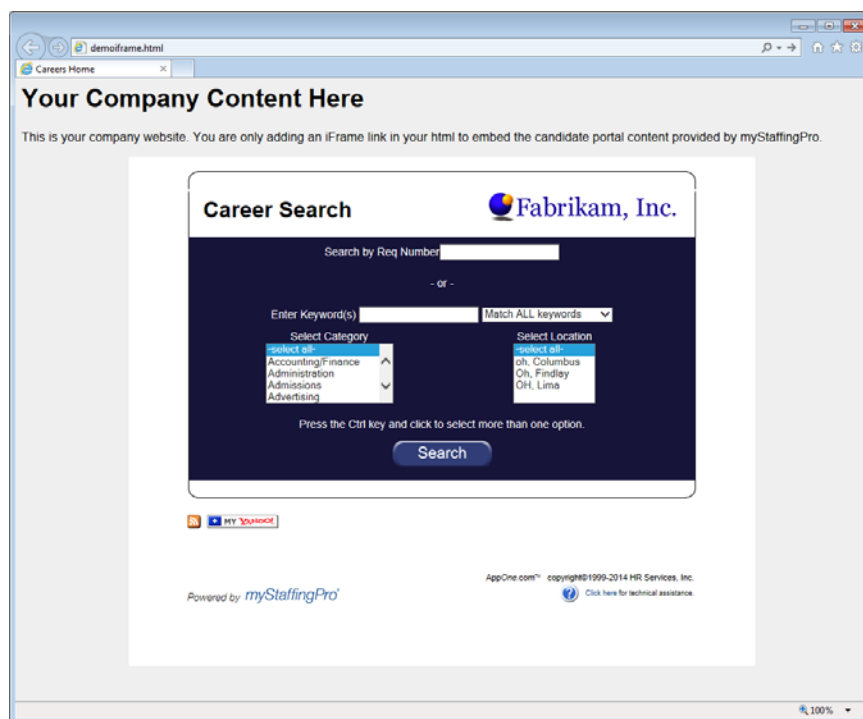 demoiframe.html
Careers Home
Your Company Content Here
This is your company website. You are only adding an iFrame link in your html to embed the candidate portal content provided by myStaffingPro.
Career Search
Fabrikam, Inc.
Search by Req Number
- or -
Enter Keyword(s)
Match ALL keywords
Select Category
Select Location
-select all-
Accounting/Finance
Administration
Admissions
Advertising
-select all-
oh, Columbus
Oh, Findlay
OH, Lima
Press the Ctrl key and click to select more than one option.
Search
MY YAHOO!
AppOne.com™ copyright©1999-2014 HR Services, Inc.
Powered by myStaffingPro®
Click here for technical assistance.
100%